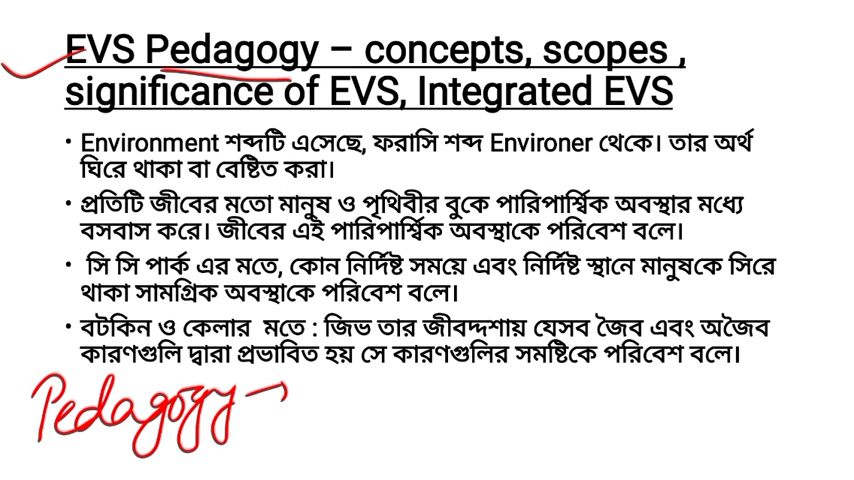 EVS Pedagogy – concepts, scopes ,
significance of EVS, Integrated EVS
• Environment শব্দটি এসেছে, ফরাসি শব্দ Environer থেকে। তার অর্থ
ঘিরে থাকা বা বেষ্টিত করা।
• প্রতিটি জীবের মতো মানুষ ও পৃথিবীর বুকে পারিপার্শ্বিক অবস্থার মধ্যে
বসবাস করে। জীবের এই পারিপার্শ্বিক অবস্থাকে পরিবেশ বলে।
• সি সি পার্ক এর মতে, কোন নির্দিষ্ট সময়ে এবং নির্দিষ্ট স্থানে মানুষকে সিরে
থাকা সামগ্রিক অবস্থাকে পরিবেশ বলে।
• বটকিন ও কেলার মতে : জিভ তার জীবদ্দশায় যেসব জৈব এবং অজৈব
কারণগুলি দ্বারা প্রভাবিত হয় সে কারণগুলির সমষ্টিকে পরিবেশ বলে।
Pedagogy →